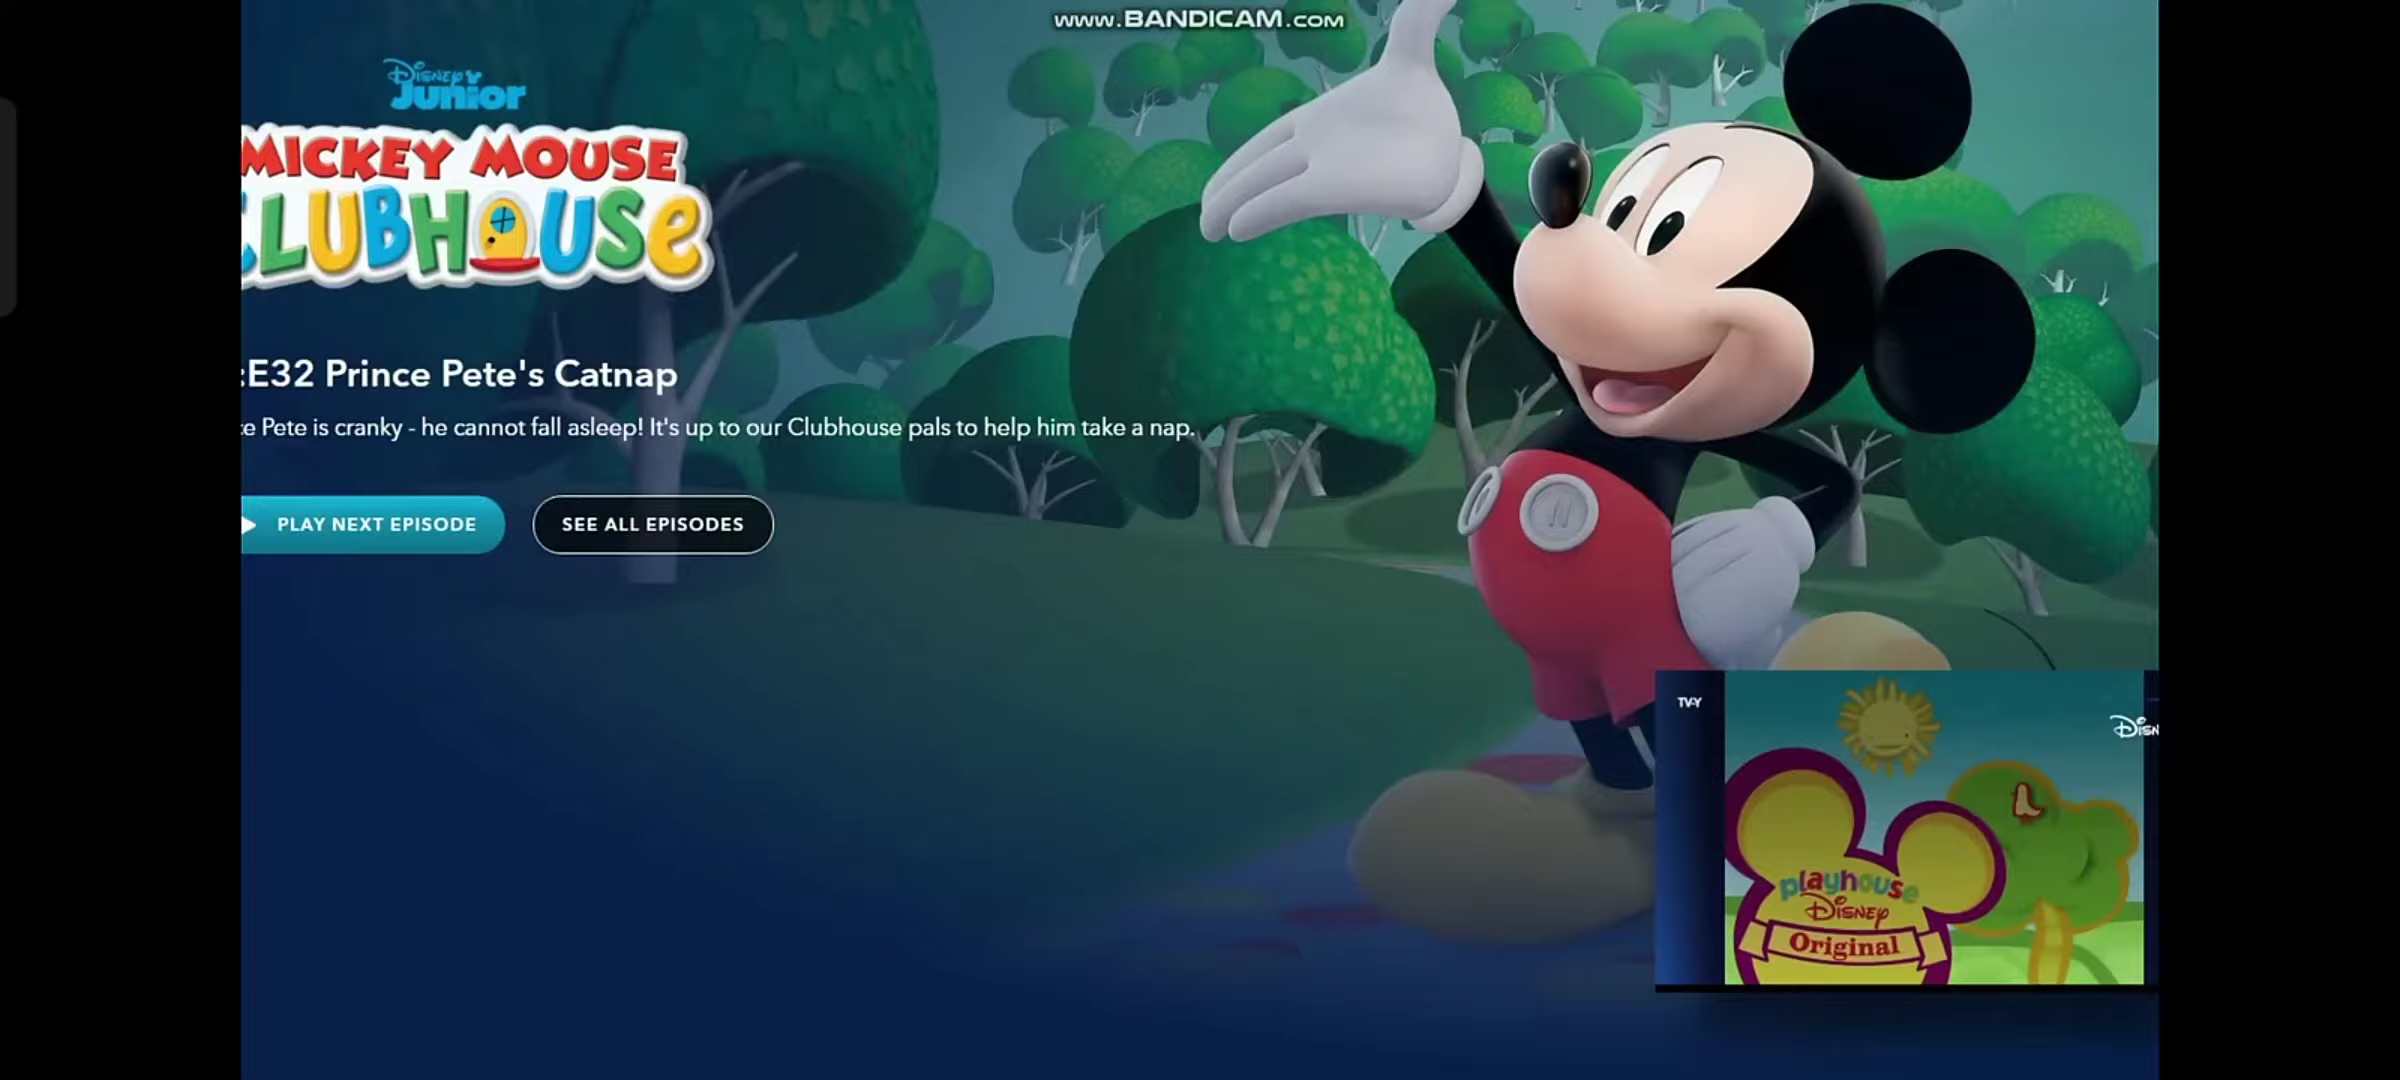 www.BANDICAM.COM
Disney Junior
MICKEY MOUSE
CLUBHOUSE
:E32 Prince Pete's Catnap
Pete is cranky - he cannot fall asleep! It's up to our Clubhouse pals to help him take a nap.
PLAY NEXT EPISODE
SEE ALL EPISODES
TV-Y
playhouse
Disney
Original